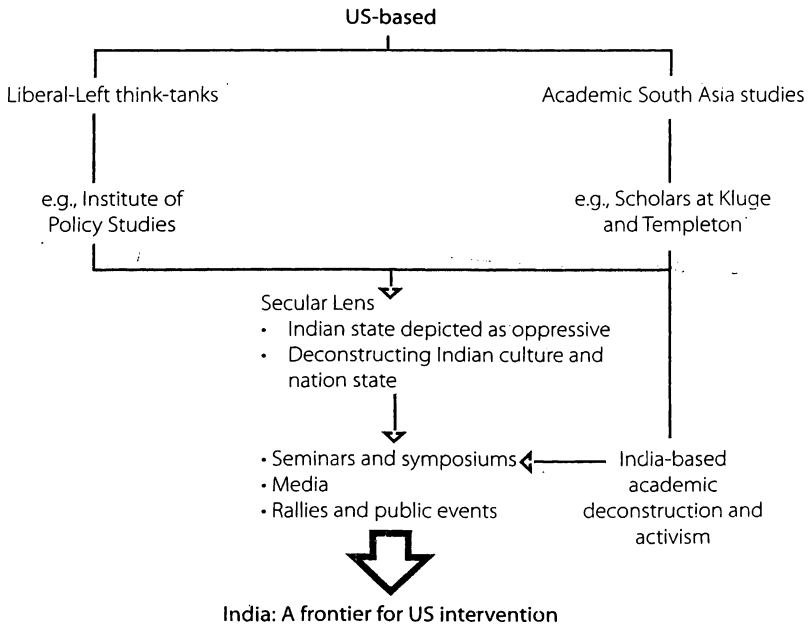 US-based
Liberal-Left think-tanks
Academic South Asia studies
e.g., Institute of
Policy Studies
e.g., Scholars at Kluge
and Templeton
Secular Lens
• Indian state depicted as oppressive
• Deconstructing Indian culture and
nation state
• Seminars and symposiums
• Media
• Rallies and public events
India-based
academic
deconstruction and
activism
India: A frontier for US intervention